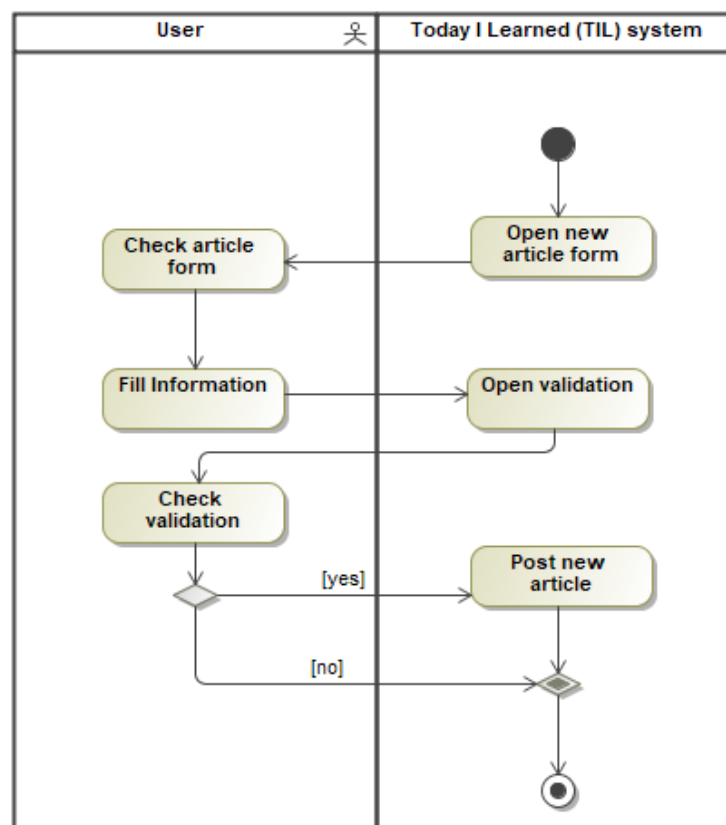 User
Today I Learned (TIL) system
Open new
article form
Check article
form
Fill Information
Open validation
Check
validation
[yes]
Post new
article
[no]